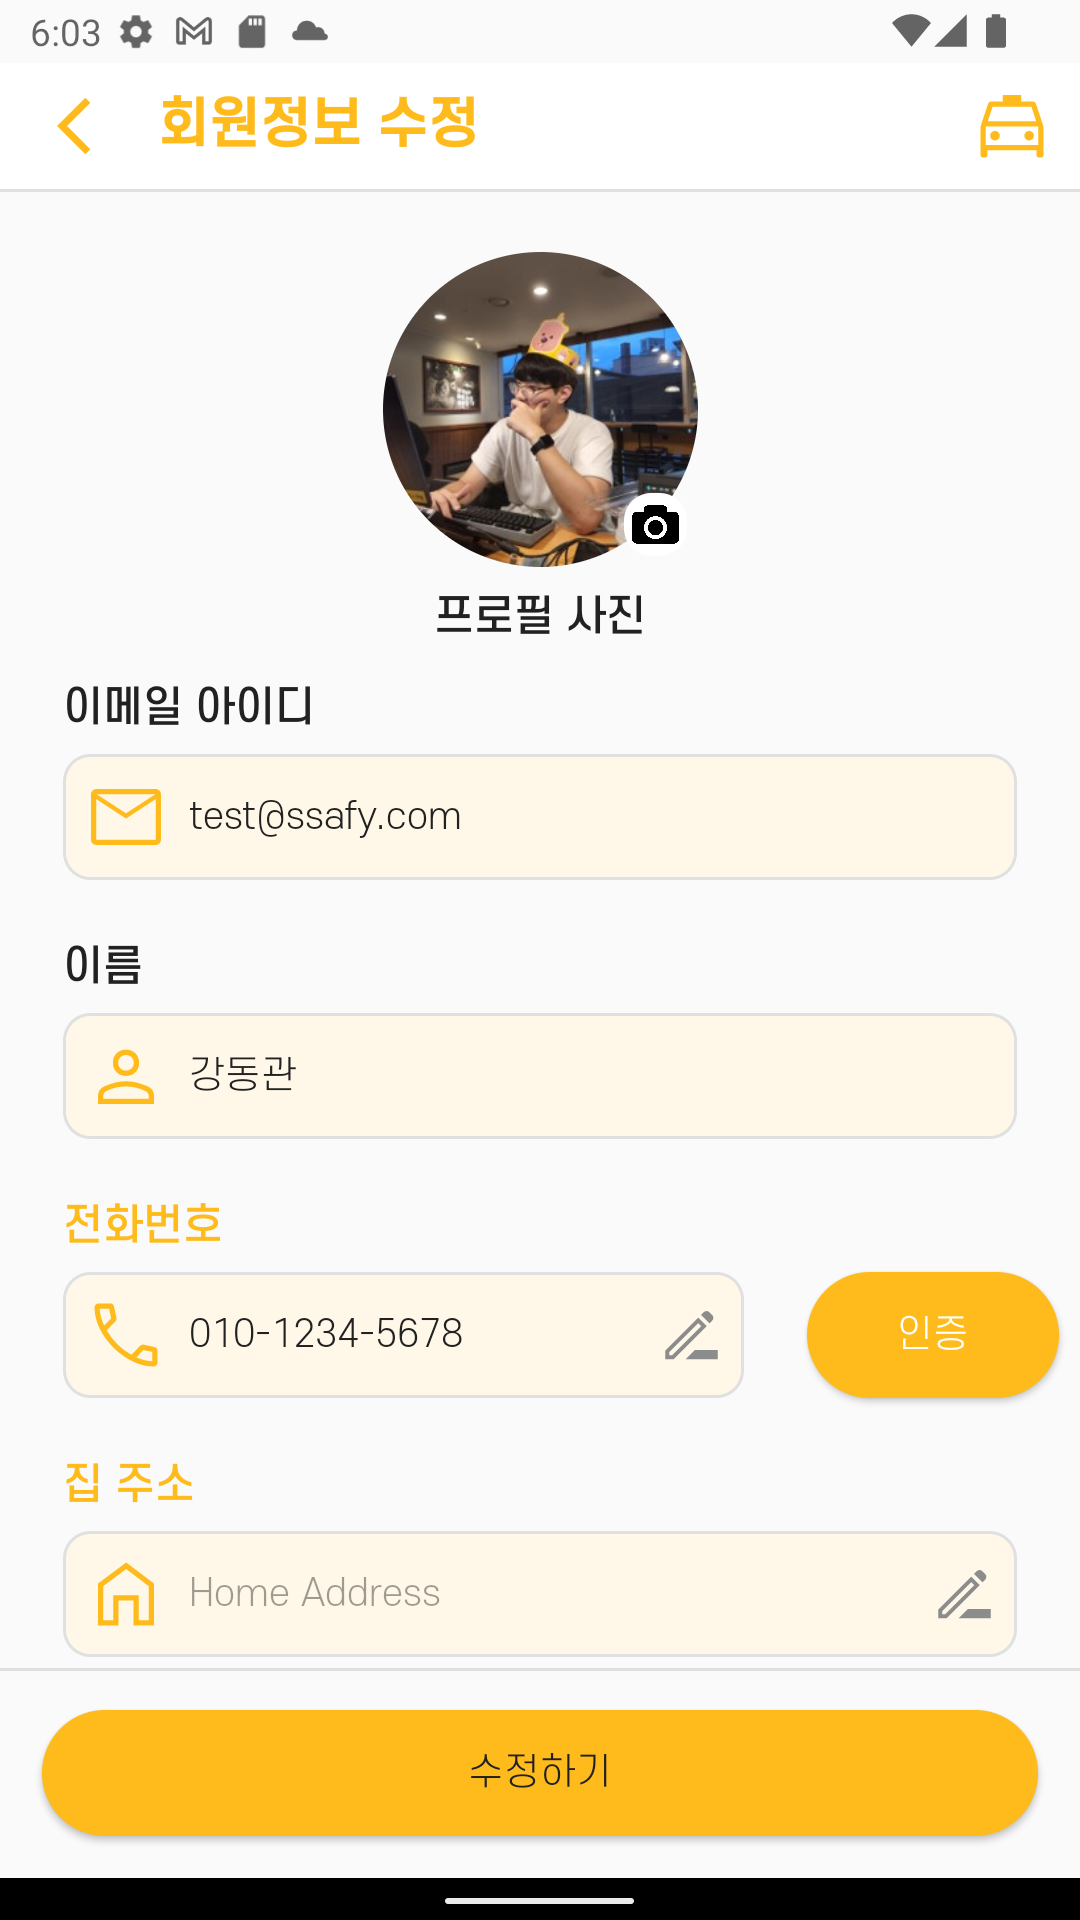 6:03
회원정보 수정
프로필 사진
이메일 아이디
test@ssafy.com
이름
강동관
전화번호
010-1234-5678
인증
집 주소
Home Address
수정하기